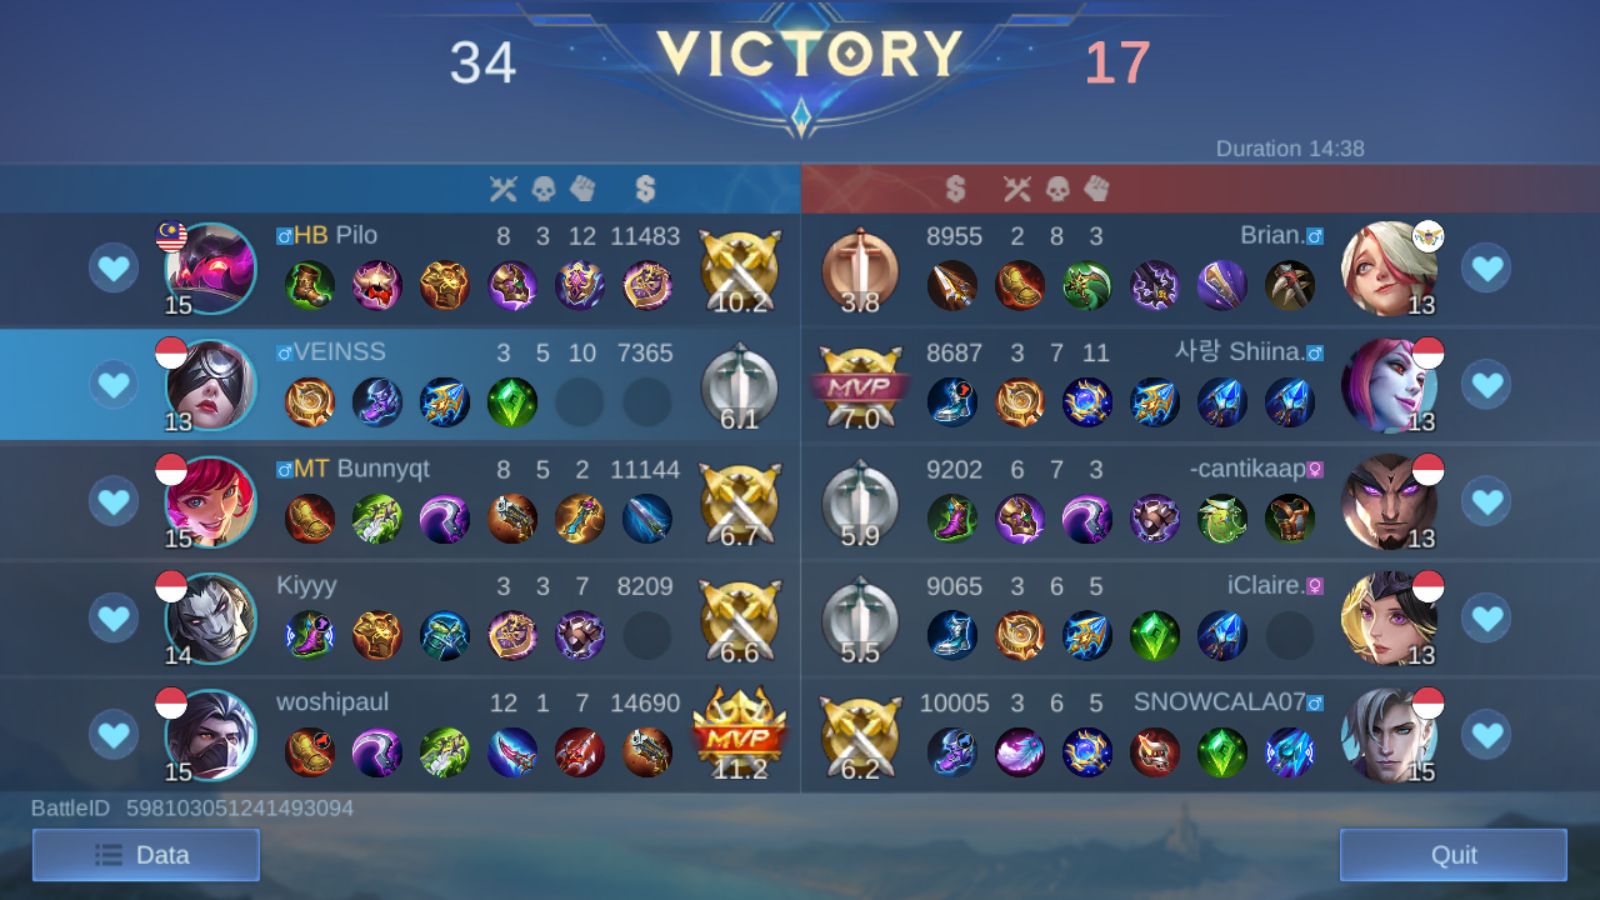 34 VICTORY 17
Duration 14:38
HB Pilo 8 3 12 11483
15 10.2
VEINSS 3 5 10 7365
13 6.1
MT Bunnyqt 8 5 2 11144
15 6.7
Kiyyy 3 3 7 8209
14 6.6
woshipaul 12 1 7 14690
MVP
15 11.2
8955 2 8 3 Brian.
3.8 13
8687 3 7 11 사랑 Shiina.
MVP
7.0 13
9202 6 7 3 -cantikaap
5.9 13
9065 3 6 5 iClaire.
5.5 13
10005 3 6 5 SNOWCALA07
6.2 15
BattleID 598103051241493094
Data
Quit